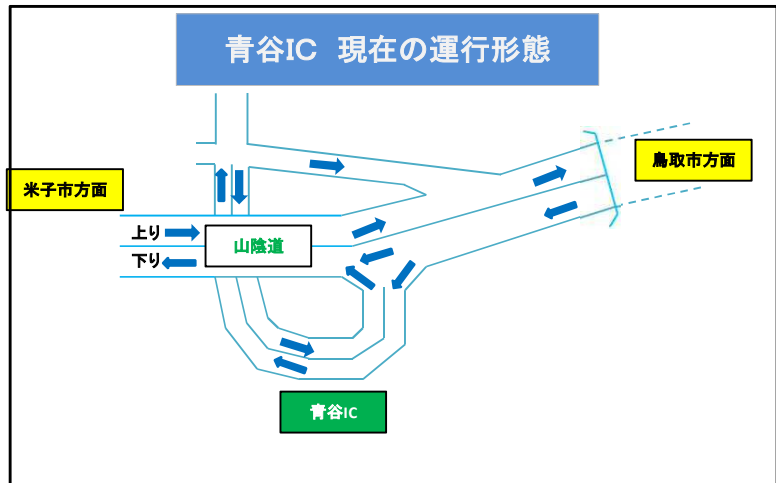 青谷IC 現在の運行形態
米子市方面
鳥取市方面
上り
山陰道
下り
青谷IC